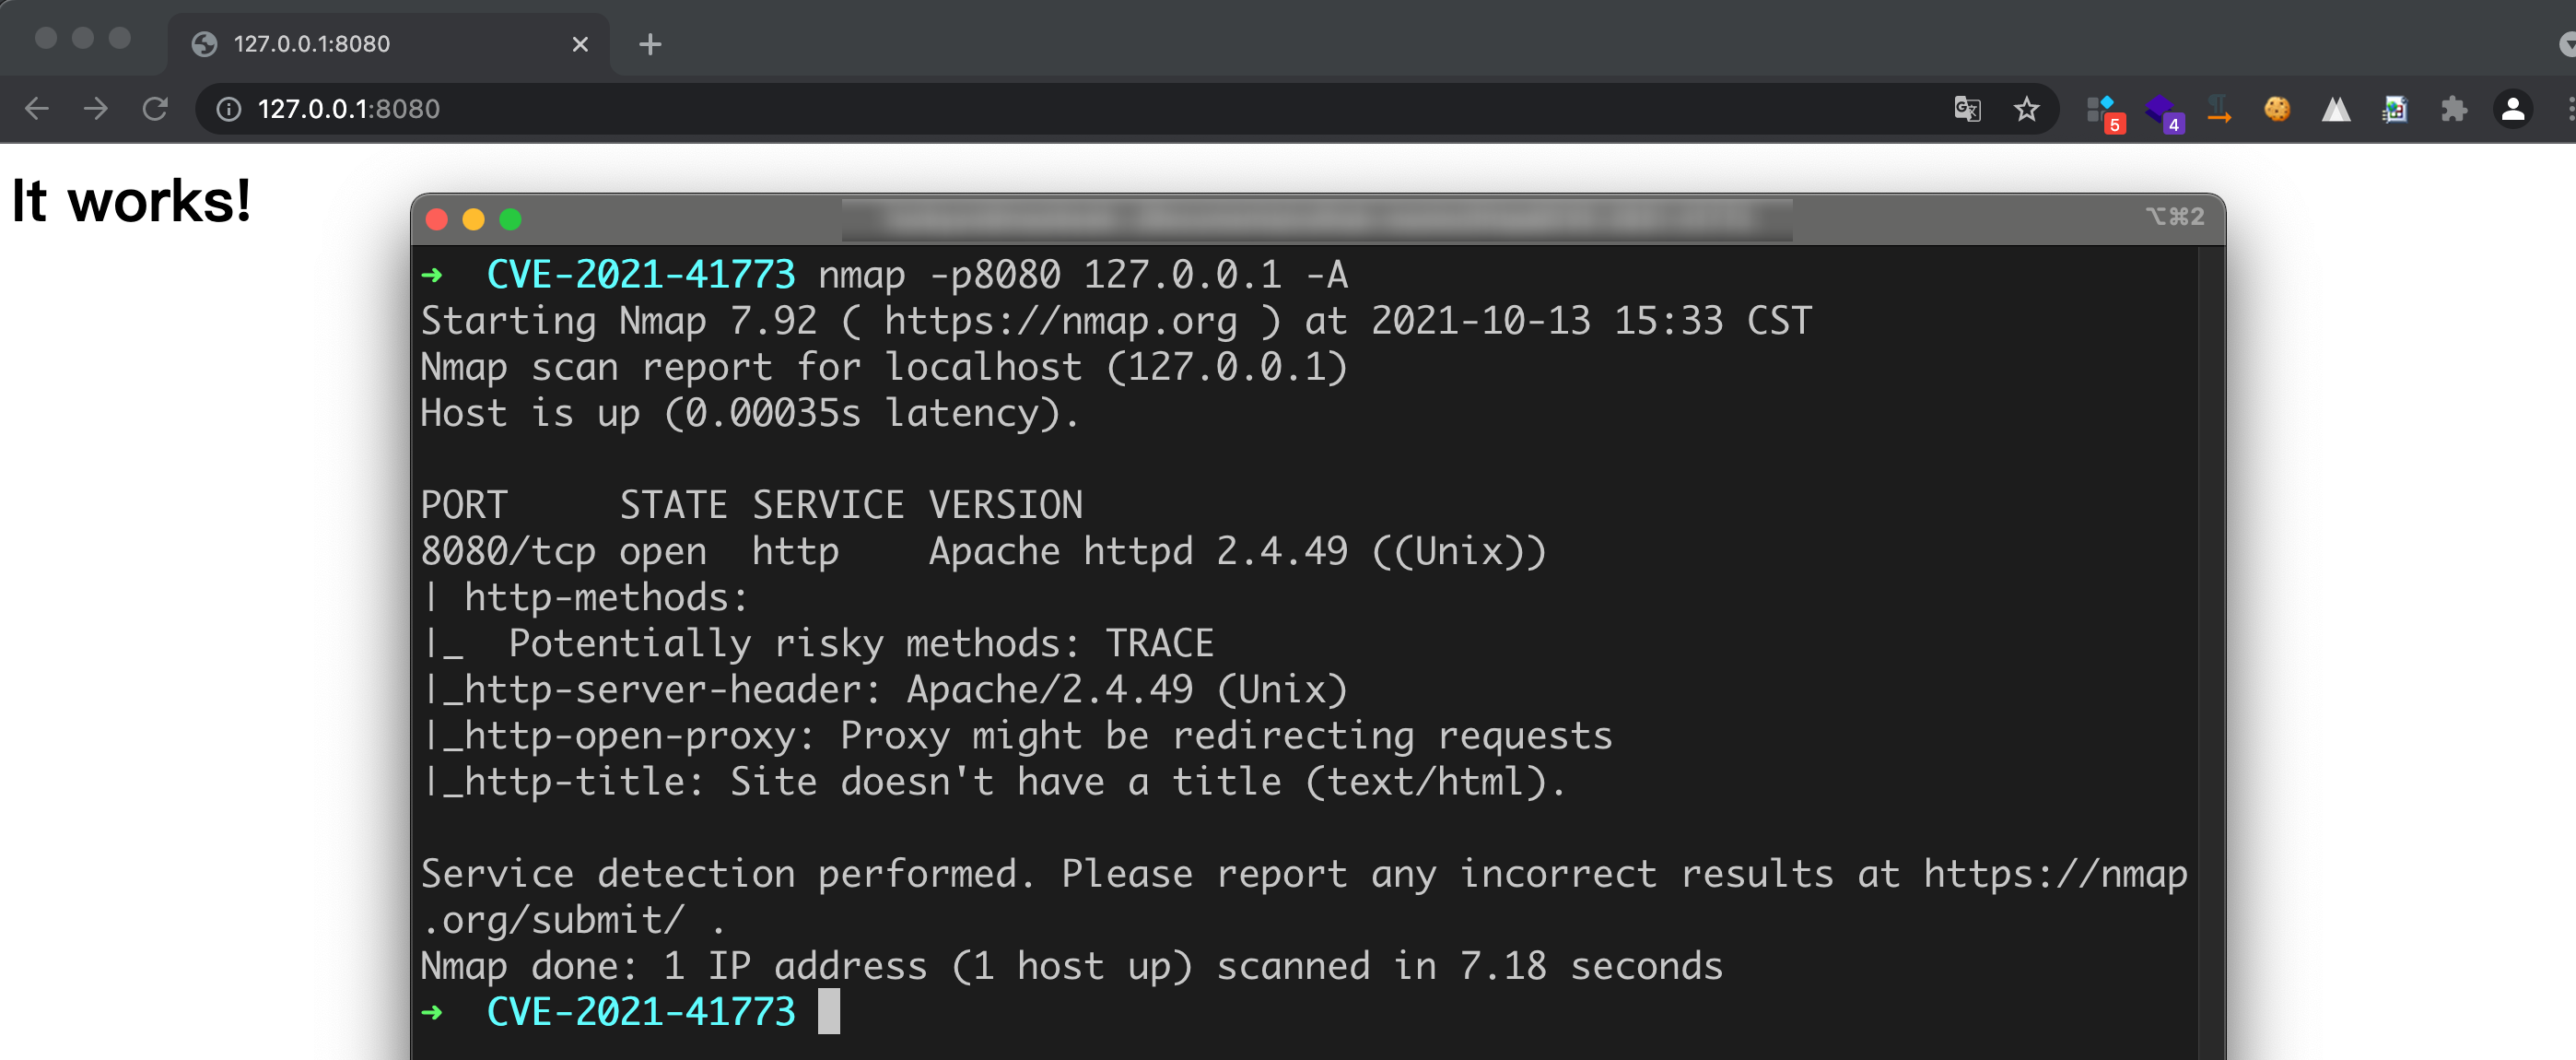 127.0.0.1:8080
127.0.0.1:8080
5
4
It works!
⌥⌘2
➜ CVE-2021-41773 nmap -p8080 127.0.0.1 -A
Starting Nmap 7.92 ( https://nmap.org ) at 2021-10-13 15:33 CST
Nmap scan report for localhost (127.0.0.1)
Host is up (0.00035s latency).
PORT     STATE SERVICE VERSION
8080/tcp open  http    Apache httpd 2.4.49 ((Unix))
| http-methods:
|_  Potentially risky methods: TRACE
|_http-server-header: Apache/2.4.49 (Unix)
|_http-open-proxy: Proxy might be redirecting requests
|_http-title: Site doesn't have a title (text/html).
Service detection performed. Please report any incorrect results at https://nmap
.org/submit/ .
Nmap done: 1 IP address (1 host up) scanned in 7.18 seconds
➜ CVE-2021-41773